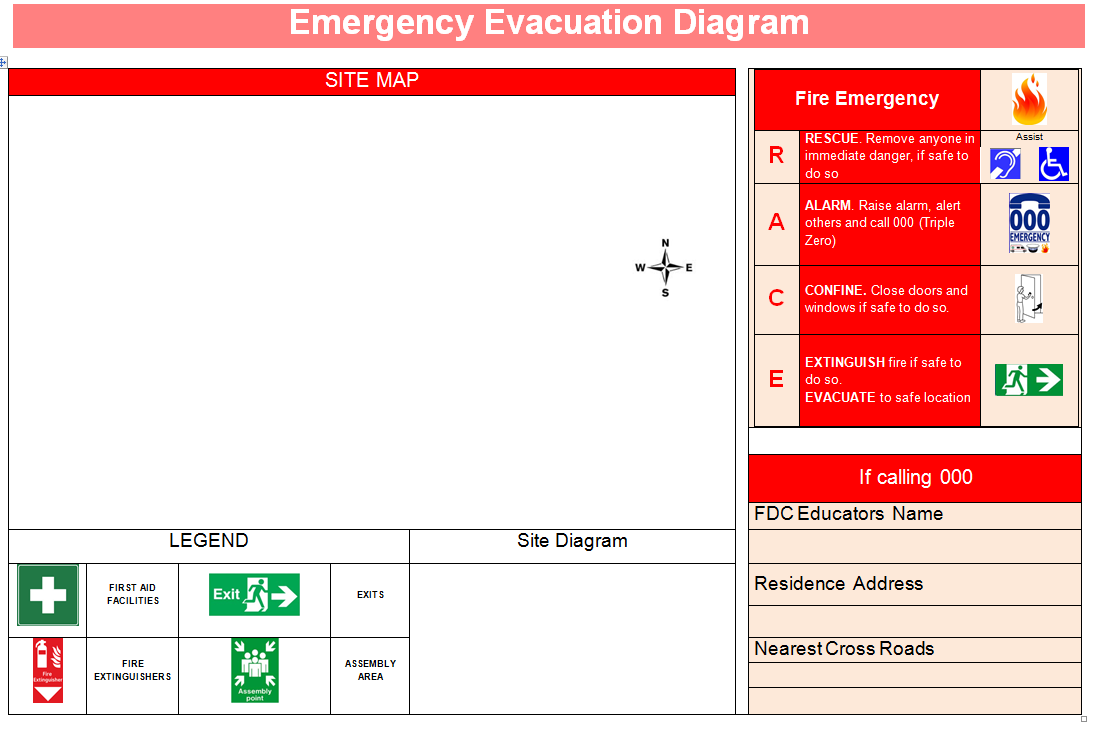 Emergency Evacuation Diagram
SITE MAP
N
W E
S
LEGEND
Site Diagram
FIRST AID
FACILITIES
Exit
EXITS
Fire
Extinguisher
FIRE
EXTINGUISHERS
Assembly
point
ASSEMBLY
AREA
Fire Emergency
R
RESCUE. Remove anyone in
immediate danger, if safe to
do so
Assist
A
ALARM. Raise alarm, alert
others and call 000 (Triple
Zero)
000
EMERGENCY
C
CONFINE. Close doors and
windows if safe to do so.
E
EXTINGUISH fire if safe to
do so.
EVACUATE to safe location
If calling 000
FDC Educators Name
Residence Address
Nearest Cross Roads